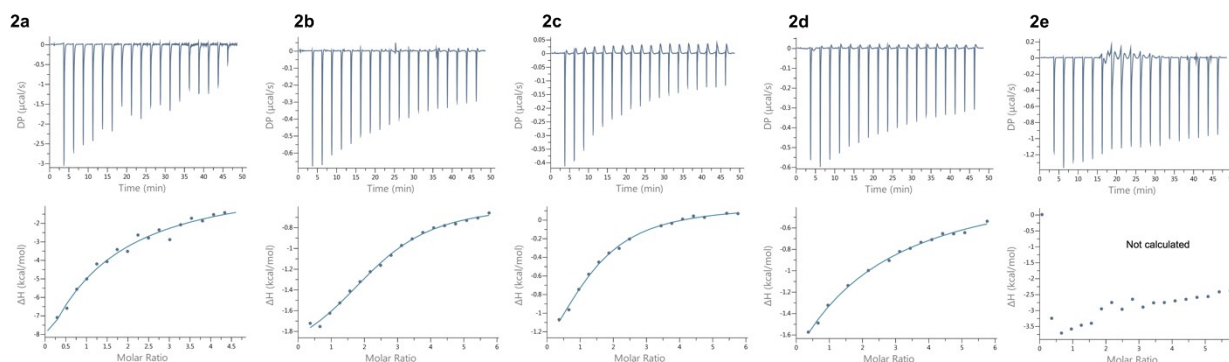 2a 2b 2c 2d 2e
DP (µcal/s)
0
-0.5
-1
-1.5
-2
-2.5
-3
0 5 10 15 20 25 30 35 40 45 50
Time (min)
DP (µcal/s)
0
-0.1
-0.2
-0.3
-0.4
-0.5
-0.6
0 5 10 15 20 25 30 35 40 45 50
Time (min)
DP (µcal/s)
0.05
0
-0.05
-0.1
-0.15
-0.2
-0.25
-0.3
-0.35
-0.4
0 5 10 15 20 25 30 35 40 45 50
Time (min)
DP (µcal/s)
0
-0.1
-0.2
-0.3
-0.4
-0.5
-0.6
0 5 10 15 20 25 30 35 40 45 50
Time (min)
DP (µcal/s)
0.2
0
-0.2
-0.4
-0.6
-0.8
-1.2
0 5 10 15 20 25 30 35 40 45
Time (min)
ΔH (kcal/mol)
-2
-3
-4
-5
-6
-7
-8
0 0.5 1 1.5 2 2.5 3 3.5 4 4.5
Molar Ratio
ΔH (kcal/mol)
-0.8
-1
-1.2
-1.4
-1.6
-1.8
0 1 2 3 4 5 6
Molar Ratio
ΔH (kcal/mol)
0
-0.2
-0.4
-0.6
-0.8
-1
-1.2
0 1 2 3 4 5 6
Molar Ratio
ΔH (kcal/mol)
-0.4
-0.6
-0.8
-1
-1.2
-1.4
-1.6
0 1 2 3 4 5 6
Molar Ratio
ΔH (kcal/mol)
0
-0.5
-1
-1.5
-2
-2.5
-3
-3.5
Not calculated
0 1 2 3 4 5
Molar Ratio